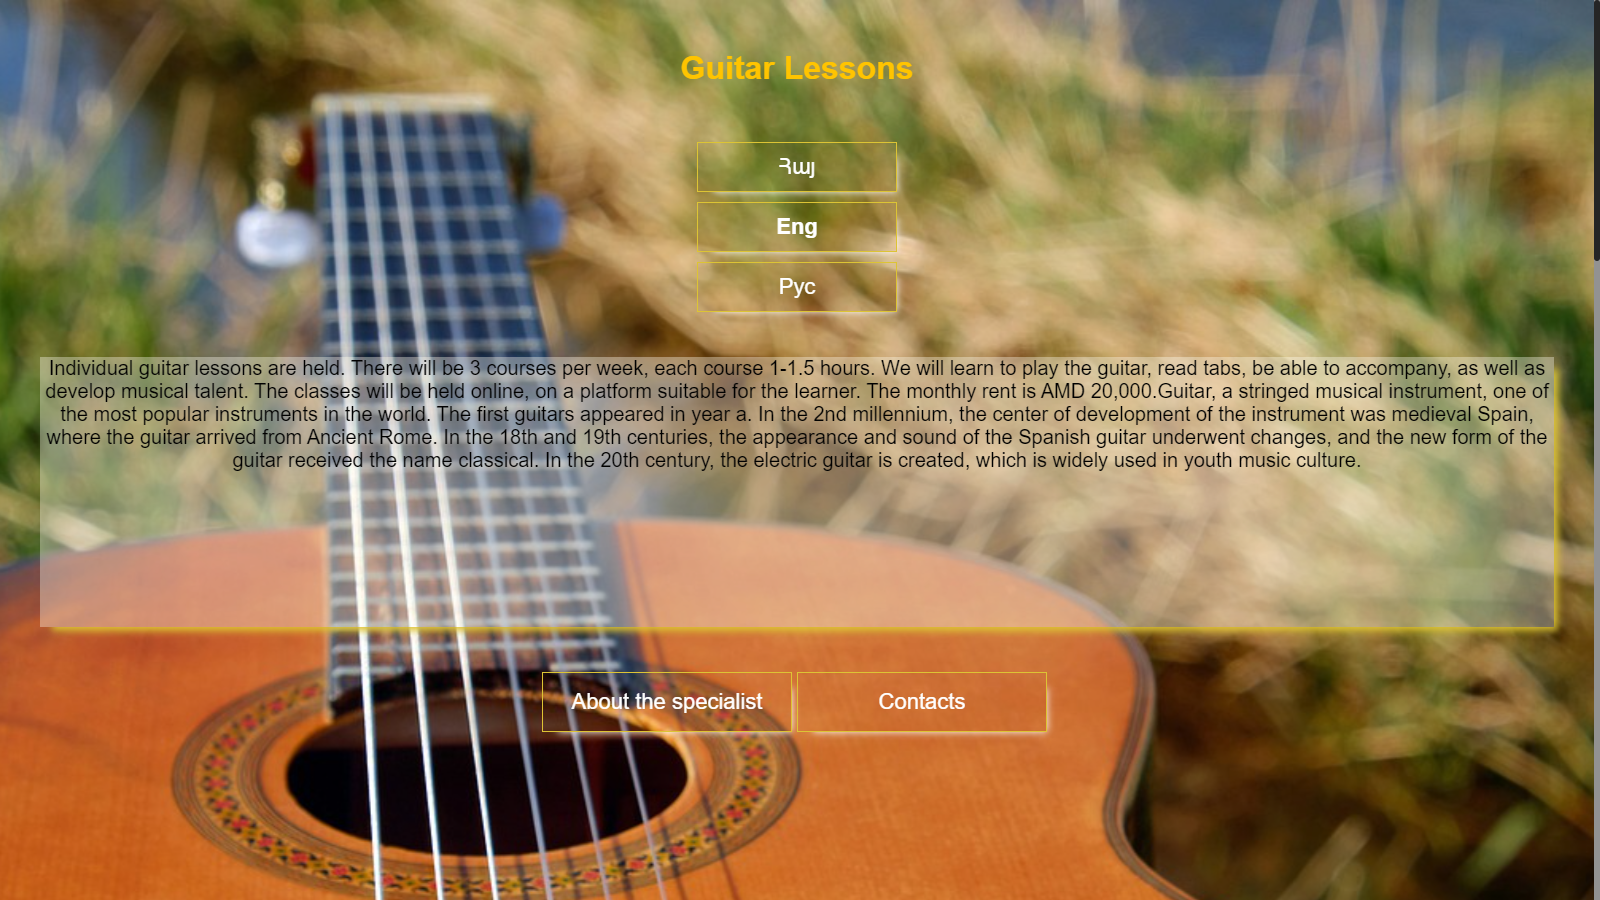 Guitar Lessons
Հայ
Eng
Рус
Individual guitar lessons are held. There will be 3 courses per week, each course 1-1.5 hours. We will learn to play the guitar, read tabs, be able to accompany, as well as
develop musical talent. The classes will be held online, on a platform suitable for the learner. The monthly rent is AMD 20,000.Guitar, a stringed musical instrument, one of
the most popular instruments in the world. The first guitars appeared in year a. In the 2nd millennium, the center of development of the instrument was medieval Spain,
where the guitar arrived from Ancient Rome. In the 18th and 19th centuries, the appearance and sound of the Spanish guitar underwent changes, and the new form of the
guitar received the name classical. In the 20th century, the electric guitar is created, which is widely used in youth music culture.
About the specialist
Contacts